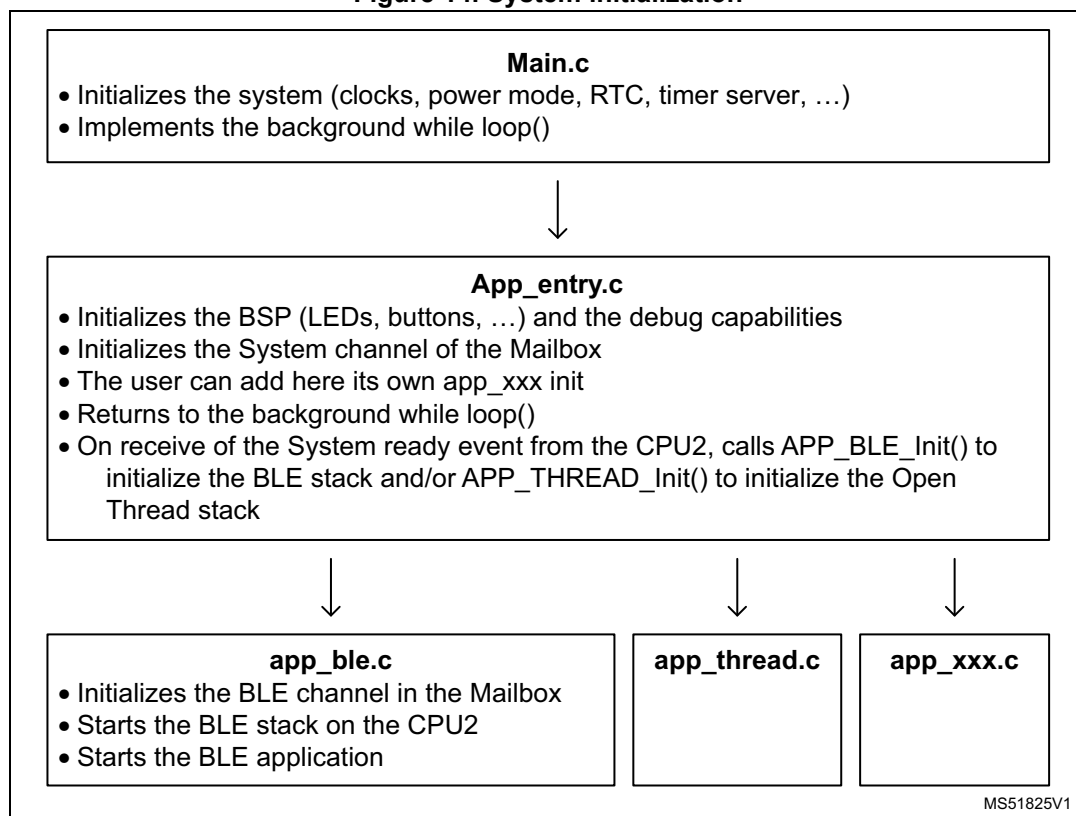 Main.c
• Initializes the system (clocks, power mode, RTC, timer server, …)
• Implements the background while loop()
App_entry.c
• Initializes the BSP (LEDs, buttons, …) and the debug capabilities
• Initializes the System channel of the Mailbox
• The user can add here its own app_xxx init
• Returns to the background while loop()
• On receive of the System ready event from the CPU2, calls APP_BLE_Init() to
initialize the BLE stack and/or APP_THREAD_Init() to initialize the Open
Thread stack
app_ble.c
• Initializes the BLE channel in the Mailbox
• Starts the BLE stack on the CPU2
• Starts the BLE application
app_thread.c
app_xxx.c
MS51825V1